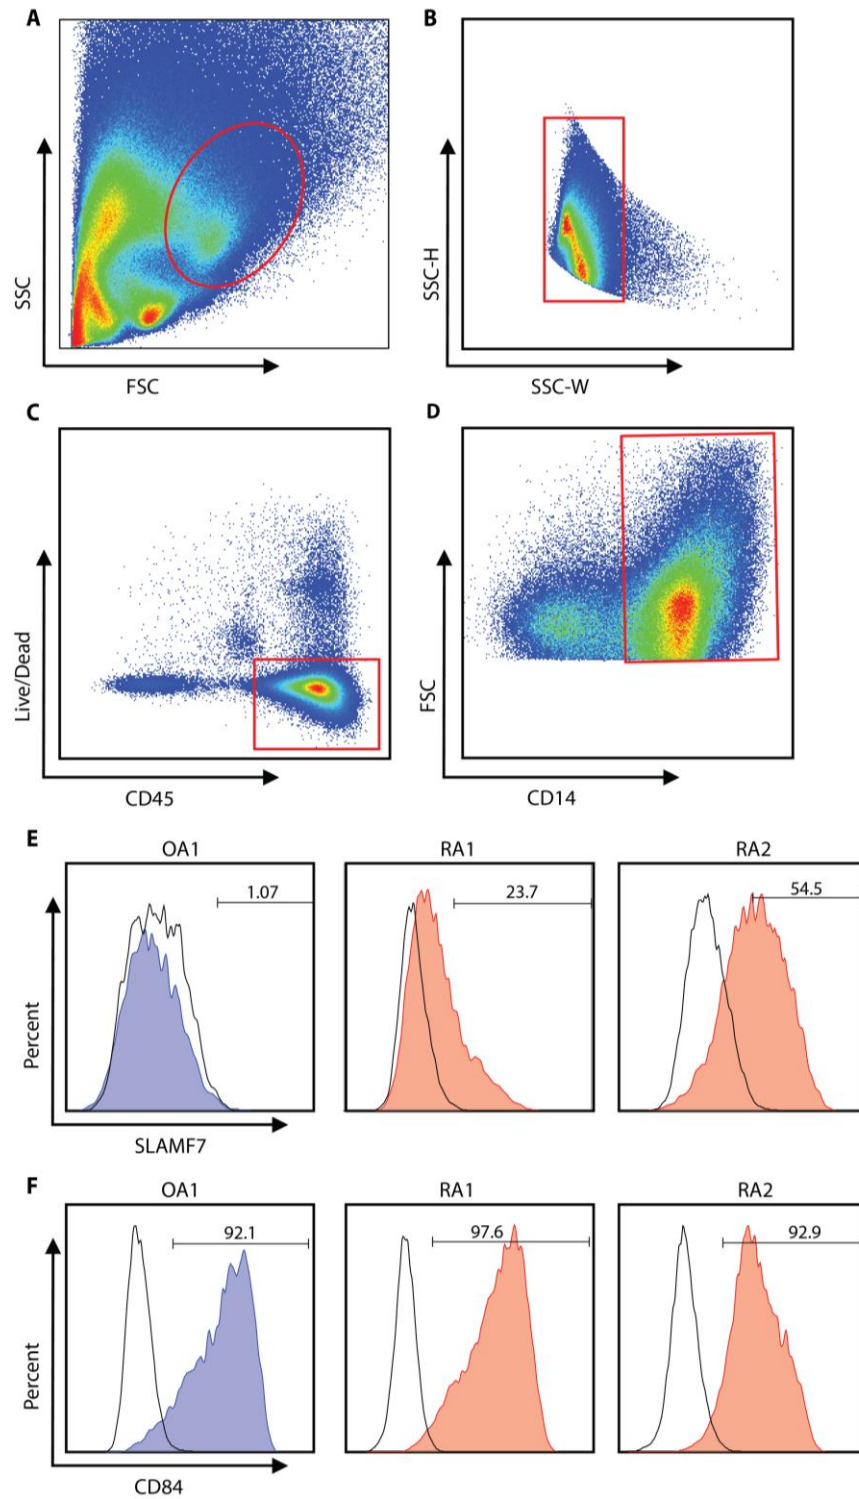 A
SSC
FSC
B
SSC-H
SSC-W
C
Live/Dead
CD45
D
FSC
CD14
E
OA1
RA1
RA2
1.07
23.7
54.5
Percent
SLAMF7
F
OA1
RA1
RA2
92.1
97.6
92.9
Percent
CD84